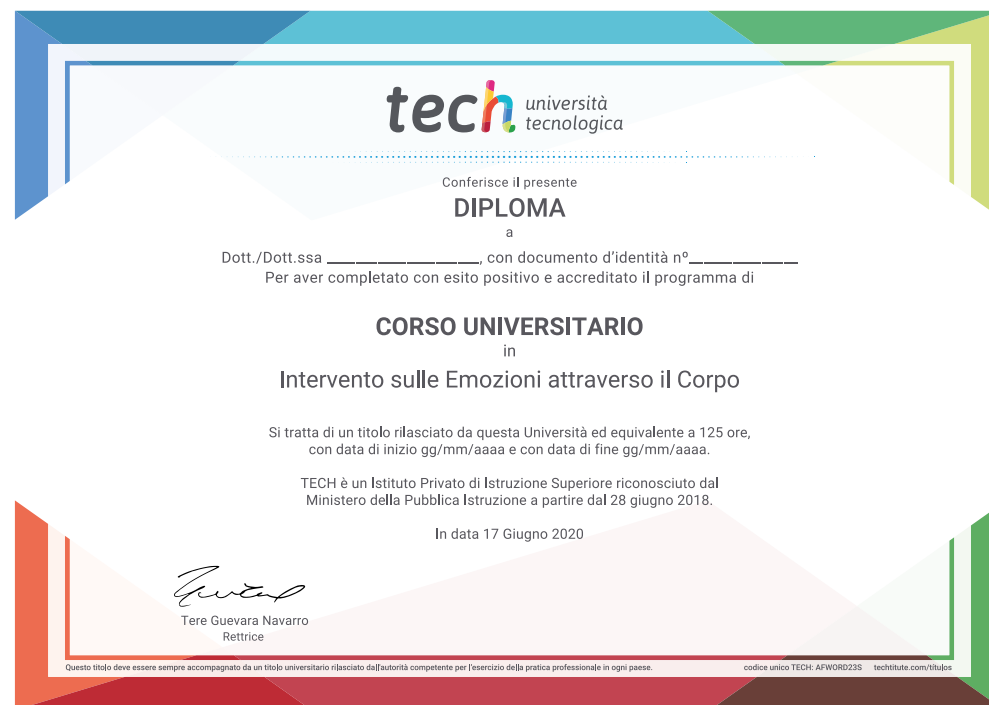 tech università
tecnologica
Conferisce il presente
DIPLOMA
a
Dott./Dott.ssa __________________, con documento d'identità nº_____________
Per aver completato con esito positivo e accreditato il programma di
CORSO UNIVERSITARIO
in
Intervento sulle Emozioni attraverso il Corpo
Si tratta di un titolo rilasciato da questa Università ed equivalente a 125 ore,
con data di inizio gg/mm/aaaa e con data di fine gg/mm/aaaa.
TECH è un Istituto Privato di Istruzione Superiore riconosciuto dal
Ministero della Pubblica Istruzione a partire dal 28 giugno 2018.
In data 17 Giugno 2020
Tere Guevara Navarro
Rettrice
Questo titolo deve essere sempre accompagnato da un titolo universitario rilasciato dall'autorità competente per l'esercizio della pratica professionale in ogni paese.
codice unico TECH: AFWORD23S techtitute.com/titulos